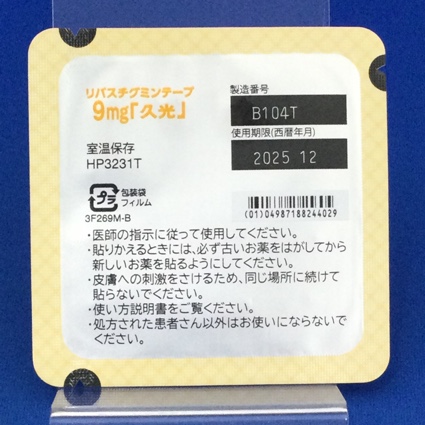 リバスチグミンテープ
9mg「久光」
製造番号
B104T
使用期限(西暦年月)
2025 12
室温保存
HP3231T
プラ
包装袋
フィルム
3F269M-B
(01)04987188244029
・医師の指示に従って使用してください。
・貼りかえるときには、必ず古いお薬をはがしてから
新しいお薬を貼るようにしてください。
・皮膚への刺激をさけるため、同じ場所に続けて
貼らないでください。
・使い方説明書をご覧ください。
・処方された患者さん以外はお使いにならないで
ください。